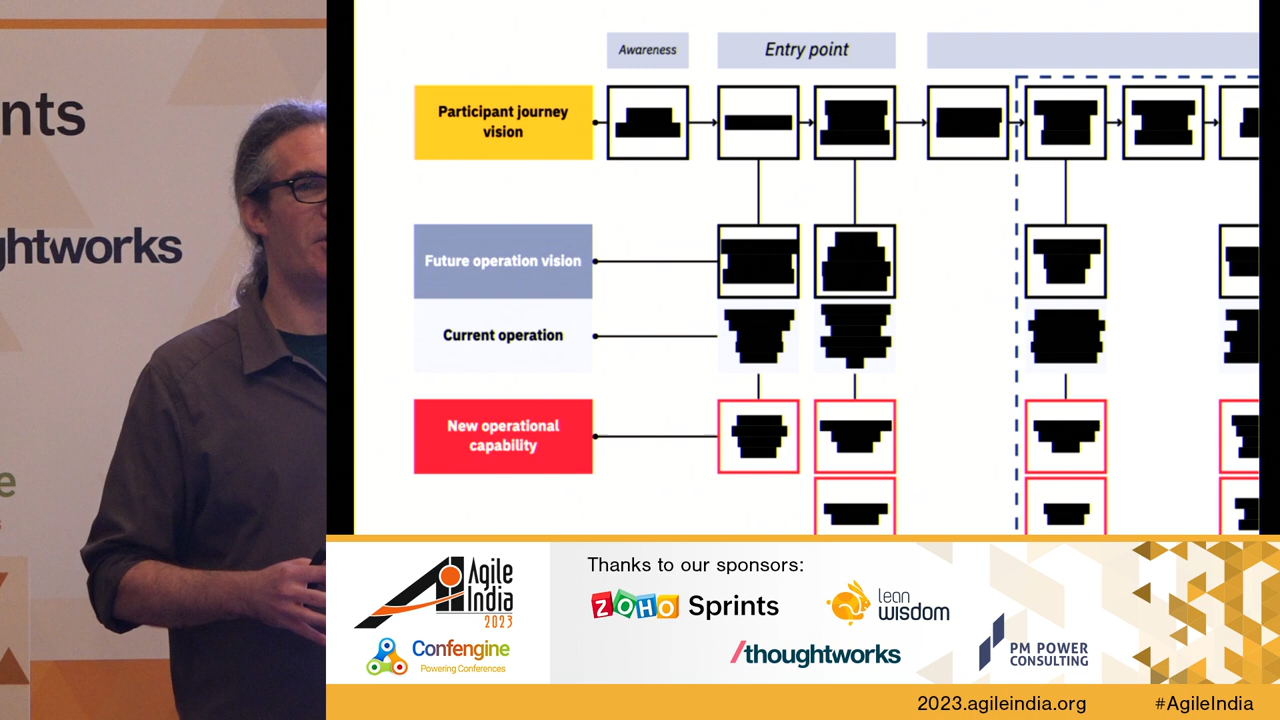 nts
ghtworks
e
Awareness
Entry point
Participant journey
vision
Future operation vision
Current operation
New operational
capability
Agile
India
2023
Confengine
Powering Conferences
Thanks to our sponsors:
ZOHO Sprints
lean
wisdom
/thoughtworks
PM POWER
CONSULTING
2023.agileindia.org
#AgileIndia